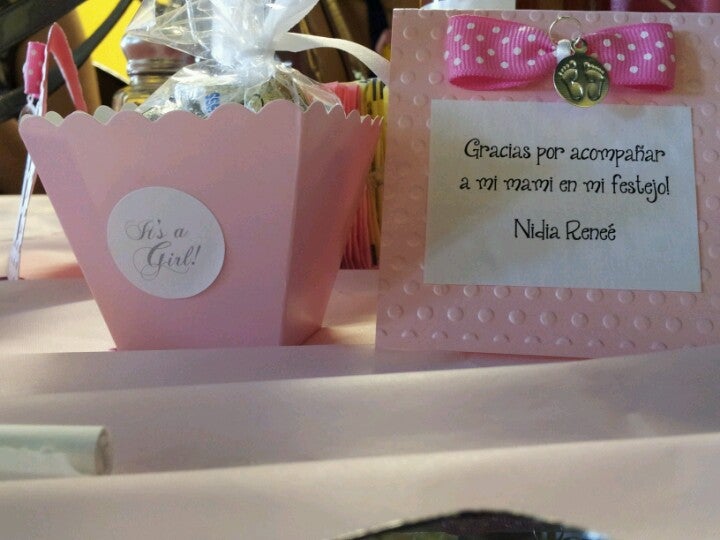 It's a
Girl!
Gracias por acompañar
a mi mami en mi festejo!
Nidia Reneé